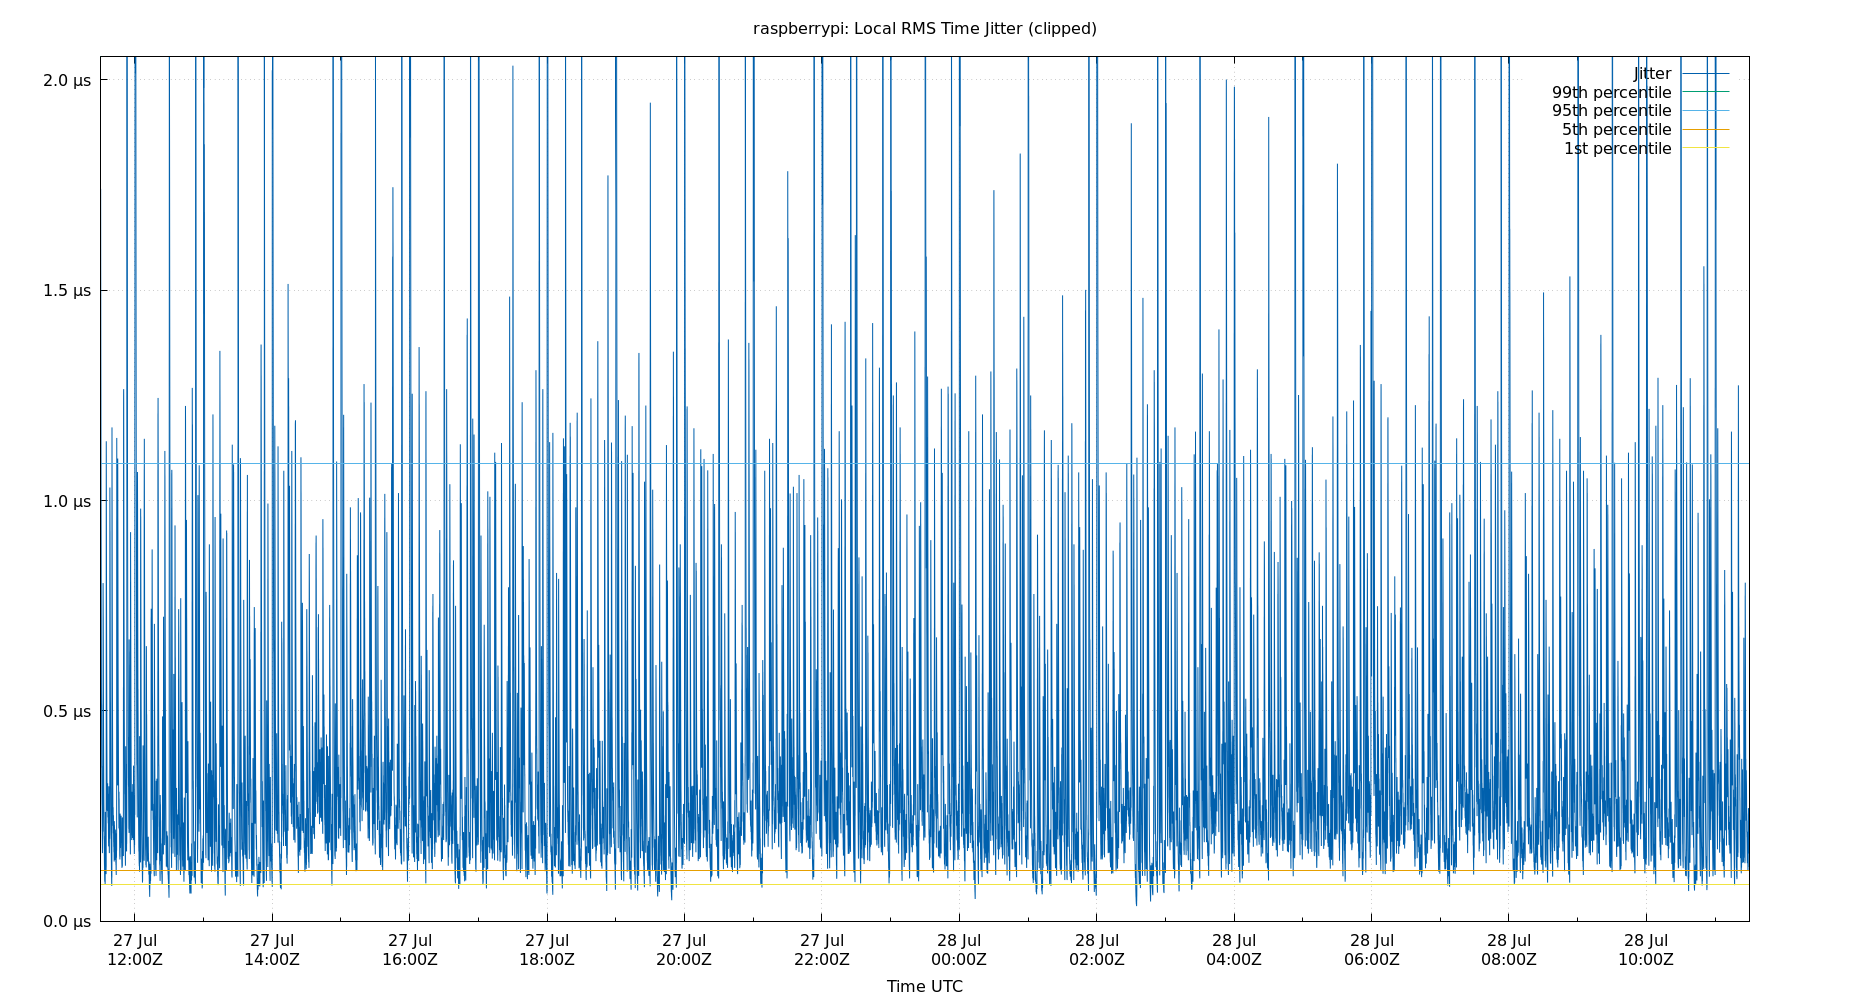 raspberrypi: Local RMS Time Jitter (clipped)
2.0 µs
1.5 µs
1.0 µs
0.5 µs
0.0 µs
Jitter
99th percentile
95th percentile
5th percentile
1st percentile
27 Jul 27 Jul 27 Jul 27 Jul 27 Jul 27 Jul 28 Jul 28 Jul 28 Jul 28 Jul 28 Jul 28 Jul
12:00Z 14:00Z 16:00Z 18:00Z 20:00Z 22:00Z 00:00Z 02:00Z 04:00Z 06:00Z 08:00Z 10:00Z
Time UTC